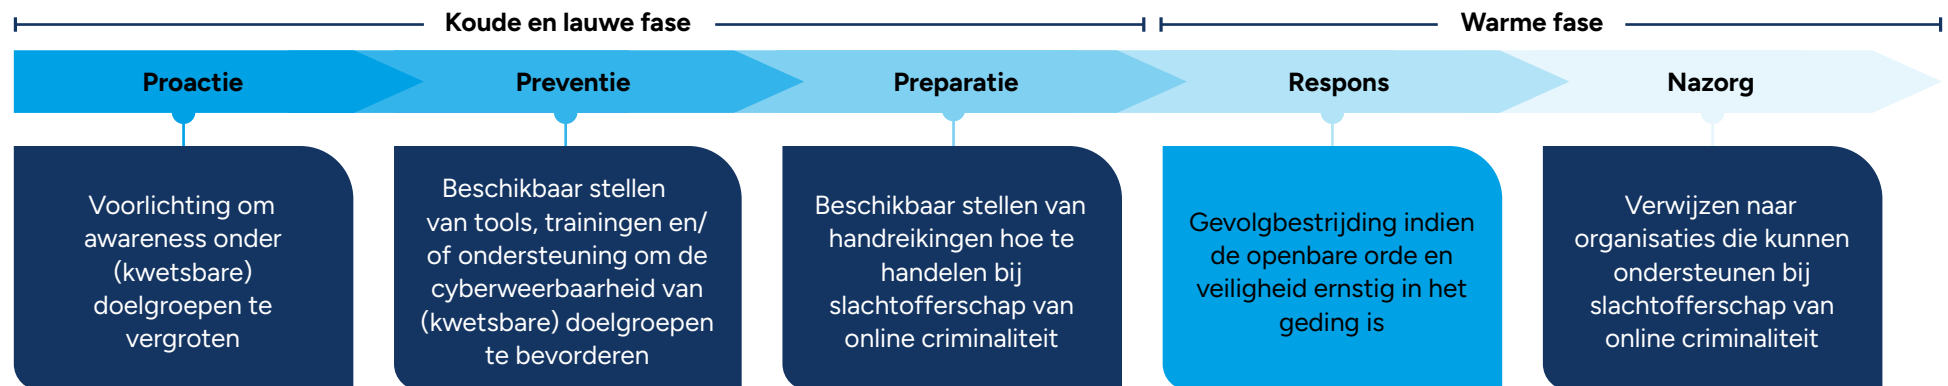 Koude en lauwe fase
Warme fase
Proactie
Preventie
Preparatie
Respons
Nazorg
Voorlichting om
awareness onder
(kwetsbare)
doelgroepen te
vergroten
Beschikbaar stellen
van tools, trainingen en/
of ondersteuning om de
cyberweerbaarheid van
(kwetsbare) doelgroepen
te bevorderen
Beschikbaar stellen van
handreikingen hoe te
handelen bij
slachtofferschap van
online criminaliteit
Gevolgbestrijding indien
de openbare orde en
veiligheid ernstig in het
geding is
Verwijzen naar
organisaties die kunnen
ondersteunen bij
slachtofferschap van
online criminaliteit